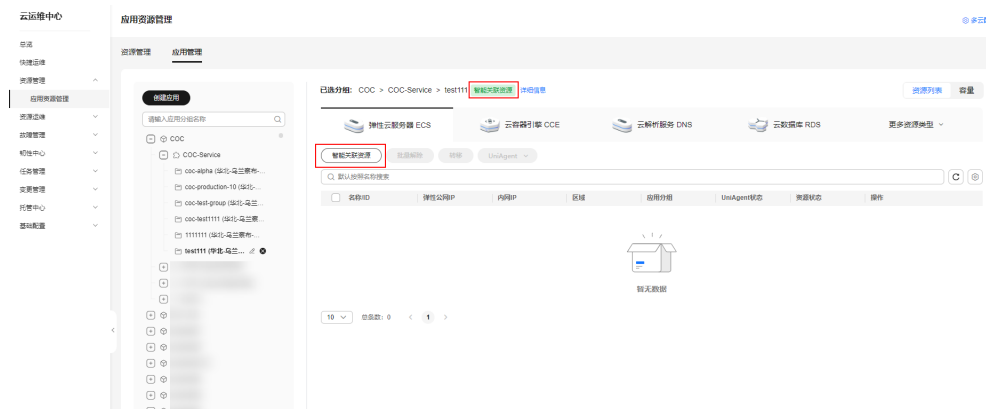 云运维中心
应用资源管理
总览
快捷运维
资源管理
应用资源管理
资源运维
故障管理
韧性中心
任务管理
变更管理
托管中心
基础配置
资源管理 应用管理
创建应用
请输入应用分组名称
COC
COC-Service
coc-alpha (华北-乌兰察布-...
coc-production-10 (华北-...
coc-test-group (华北-乌兰...
coc-test1111 (华北-乌兰察...
1111111 (华北-乌兰察布-...
test111 (华北-乌兰... 
已选分组: COC > COC-Service > test111 智能关联资源 详细信息
资源列表 容量
弹性云服务器 ECS 云容器引擎 CCE 云解析服务 DNS 云数据库 RDS 更多资源类型
智能关联资源 批量解除 转移 UniAgent
默认按照名称搜索
名称/ID 弹性公网IP 内网IP 区域 应用分组 UniAgent状态 资源状态 操作
暂无数据
10 总条数: 0 < 1 >